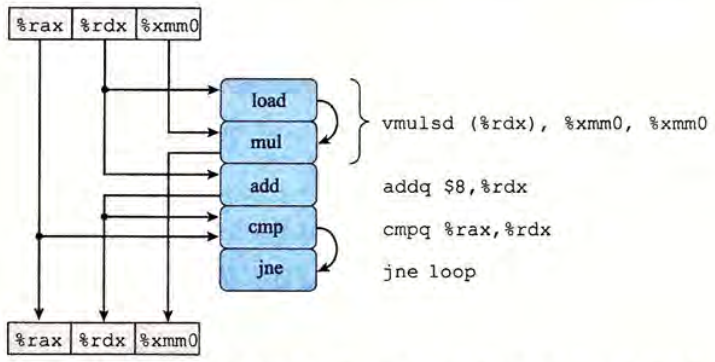 %rax %rdx %xmm0
load
mul
vmulsd (%rdx), %xmm0, %xmm0
add
addq $8,%rdx
cmp
cmpq %rax,%rdx
jne
jne loop
%rax %rdx %xmm0